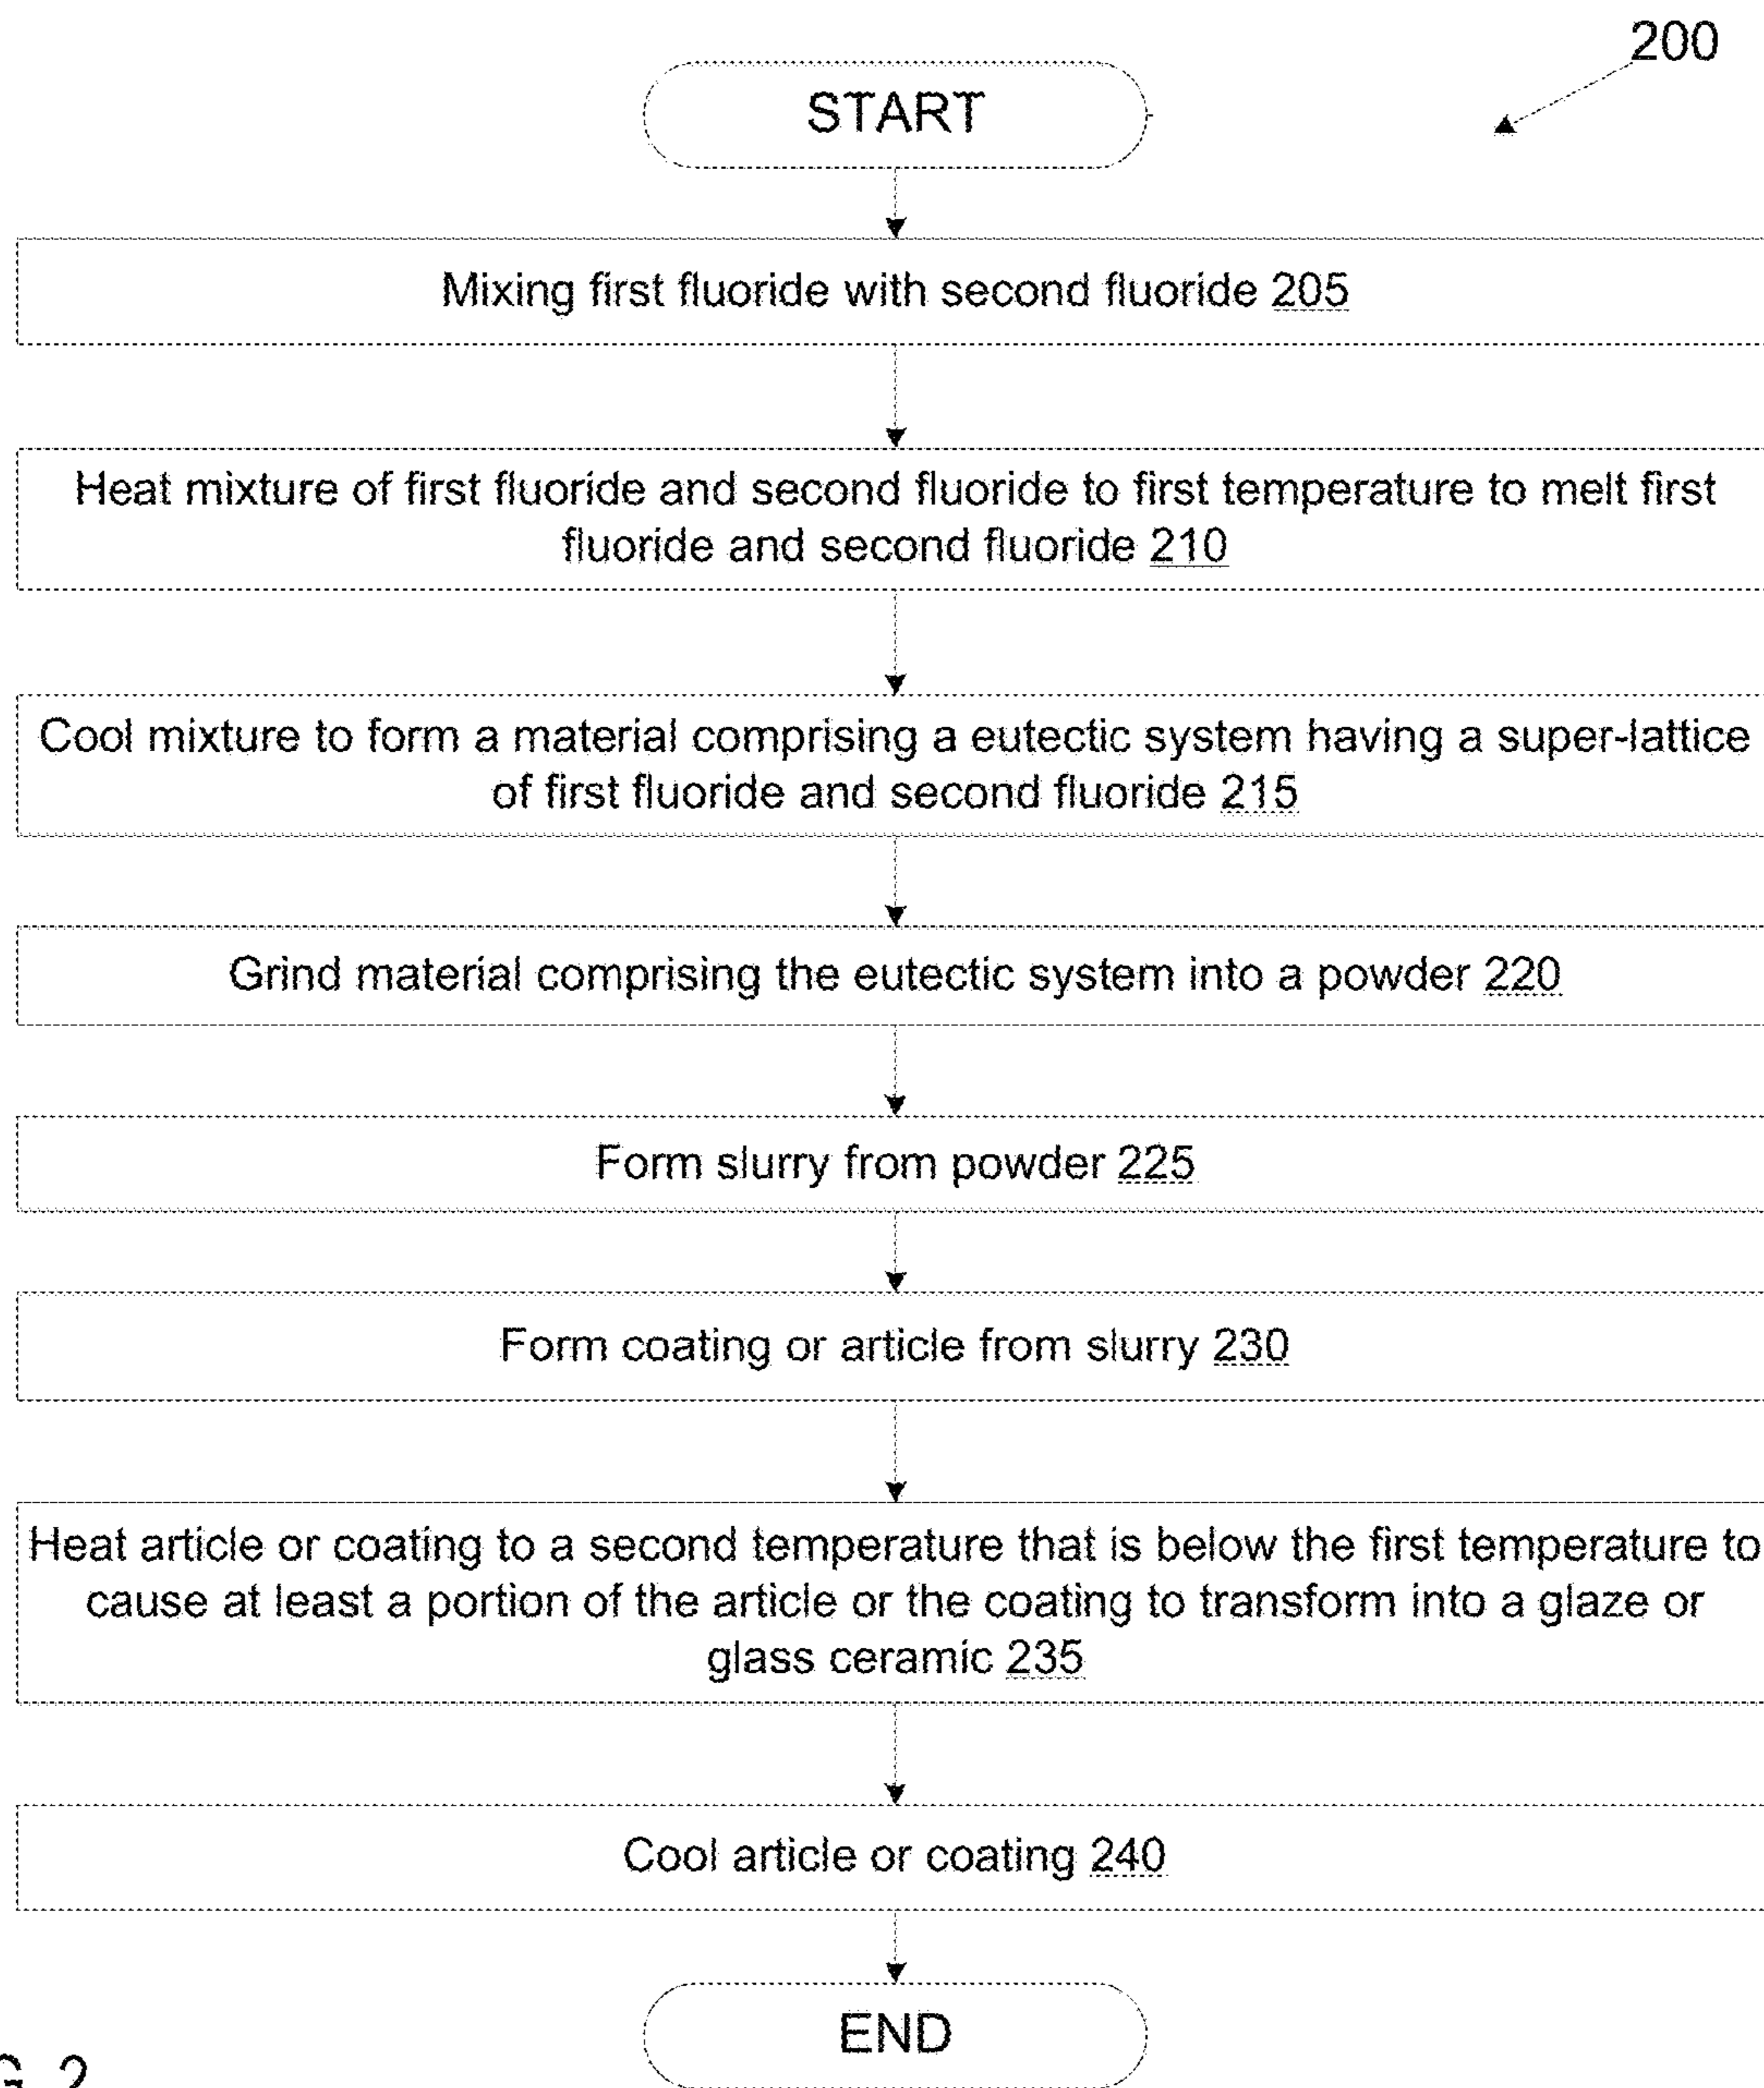 200
START
Mixing first fluoride with second fluoride 205
Heat mixture of first fluoride and second fluoride to first temperature to melt first
fluoride and second fluoride 210
Cool mixture to form a material comprising a eutectic system having a super-lattice
of first fluoride and second fluoride 215
Grind material comprising the eutectic system into a powder 220
Form slurry from powder 225
Form coating or article from slurry 230
Heat article or coating to a second temperature that is below the first temperature to
cause at least a portion of the article or the coating to transform into a glaze or
glass ceramic 235
Cool article or coating 240
END
G. 2